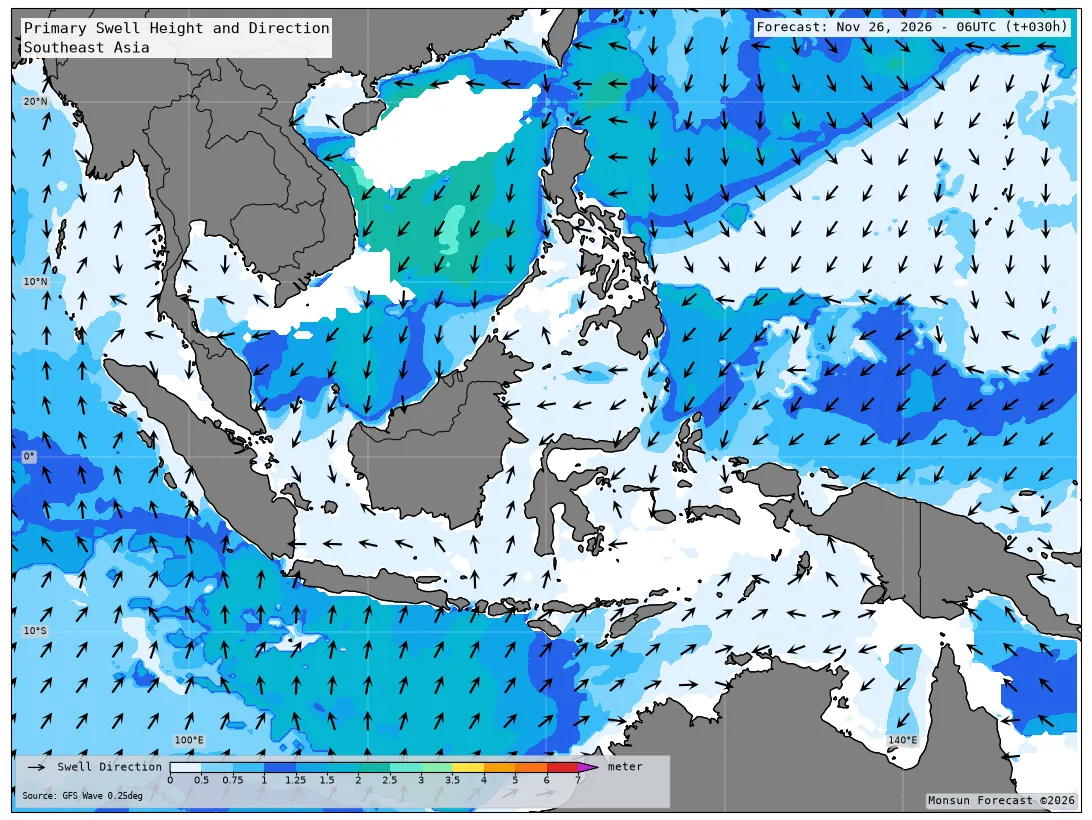 Primary Swell Height and Direction
Southeast Asia
Forecast: Nov 26, 2026 - 06UTC (t+030h)
20°N
10°N
0°
10°S
100°E
140°E
Swell Direction
meter
0 0.5 0.75 1 1.25 1.5 2 2.5 3 3.5 4 5 6 7
Source: GFS Wave 0.25deg
Monsun Forecast ©2026